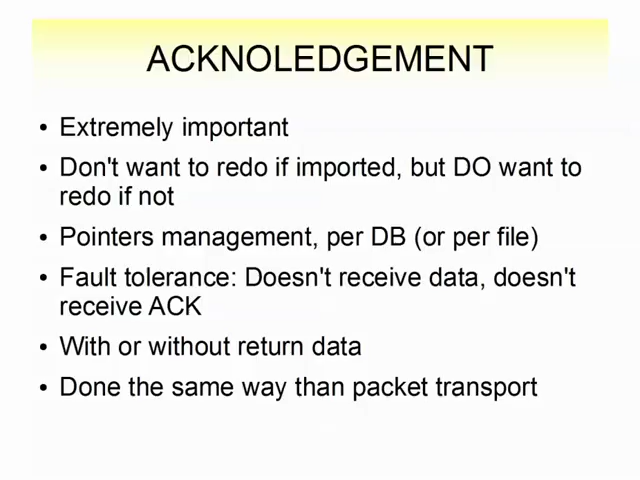 ACKNOLEDGEMENT
• Extremely important
• Don't want to redo if imported, but DO want to
redo if not
• Pointers management, per DB (or per file)
• Fault tolerance: Doesn't receive data, doesn't
receive ACK
• With or without return data
• Done the same way than packet transport